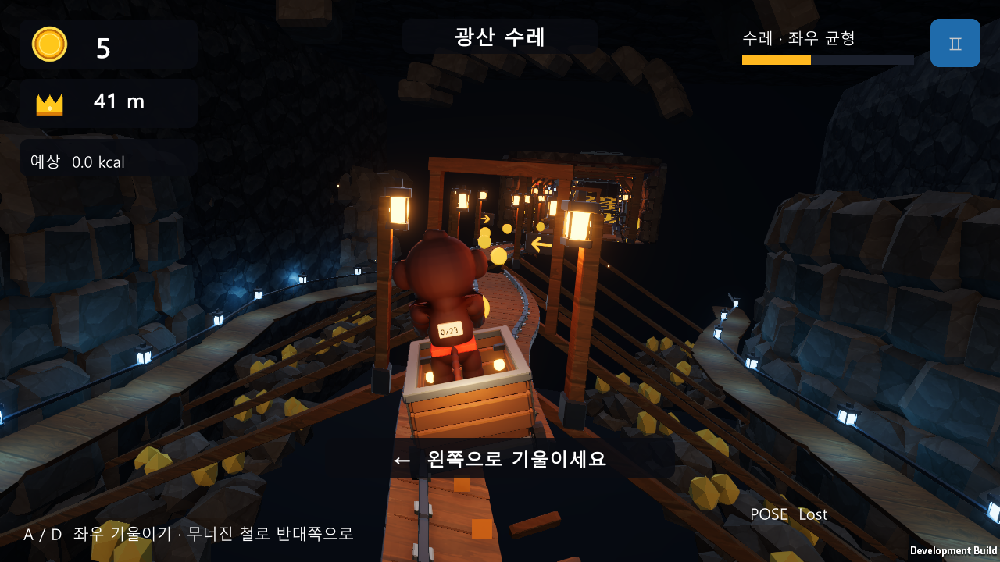 5
광산 수레
수레 · 좌우 균형
II
41 m
예상 0.0 kcal
0723
← 왼쪽으로 기울이세요
POSE Lost
A / D 좌우 기울이기 · 무너진 철로 반대쪽으로
Development Build